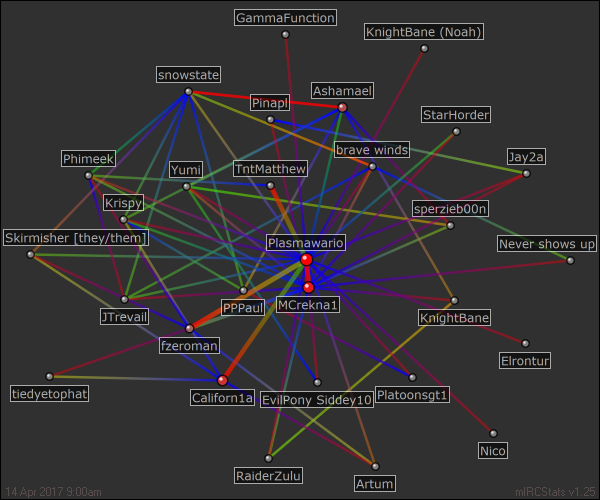 GammaFunction
KnightBane (Noah)
snowstate
Ashamael
Pinapl
StarHorder
brave winds
Phimeek
Yumi
TntMatthew
Jay2a
Krispy
sperzieb00n
Skirmisher [they/them]
Plasmawario
Never shows up
PPPaul
MCrekna1
JTrevail
KnightBane
fzeroman
Elrontur
tiedyetophat
Californ1a
EvilPony Siddey10
Platoonsgt1
Nico
RaiderZulu
Artum
14 Apr 2017 9:00am
mIRCStats v1.25